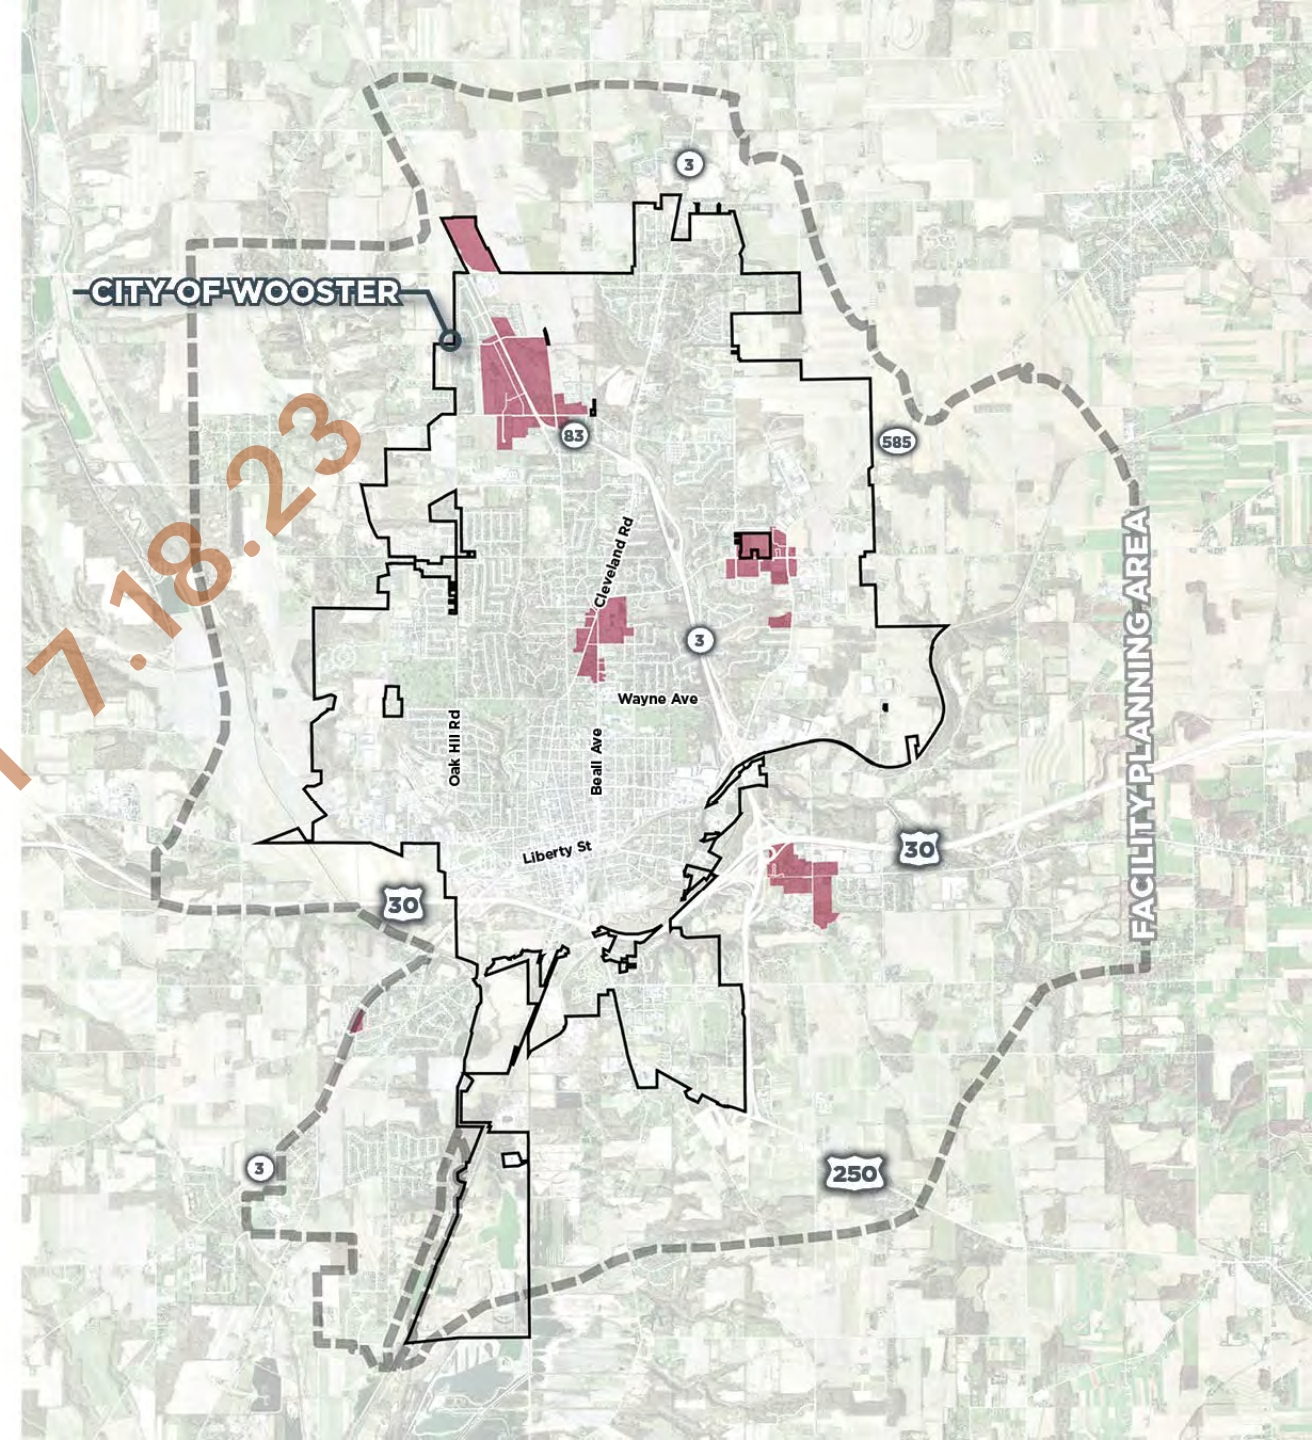 3
CITY OF WOOSTER
83
585
7.18.23
Cleveland Rd
3
Wayne Ave
Oak Hil Rd
Beall Ave
FACILITY PLANNING AREA
Liberty St
30
30
3
250